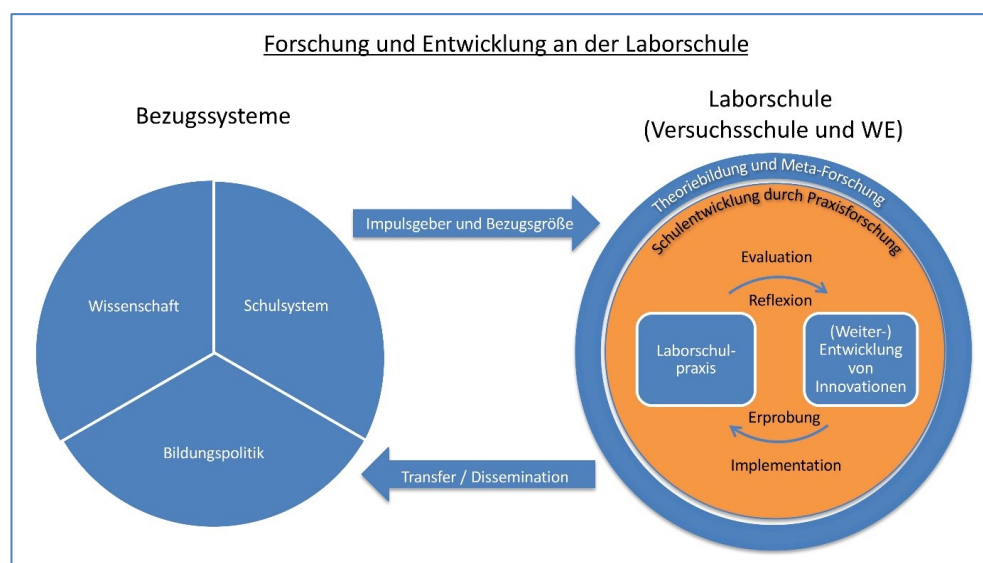 Forschung und Entwicklung an der Laborschule
Bezugssysteme
Laborschule
(Versuchsschule und WE)
Wissenschaft
Schulsystem
Bildungspolitik
Impulsgeber und Bezugsgröße
Transfer / Dissemination
Theoriebildung und Meta-Forschung
Schulentwicklung durch Praxisforschung
Evaluation
Reflexion
Laborschul-
praxis
(Weiter-)
Entwicklung
von
Innovationen
Erprobung
Implementation